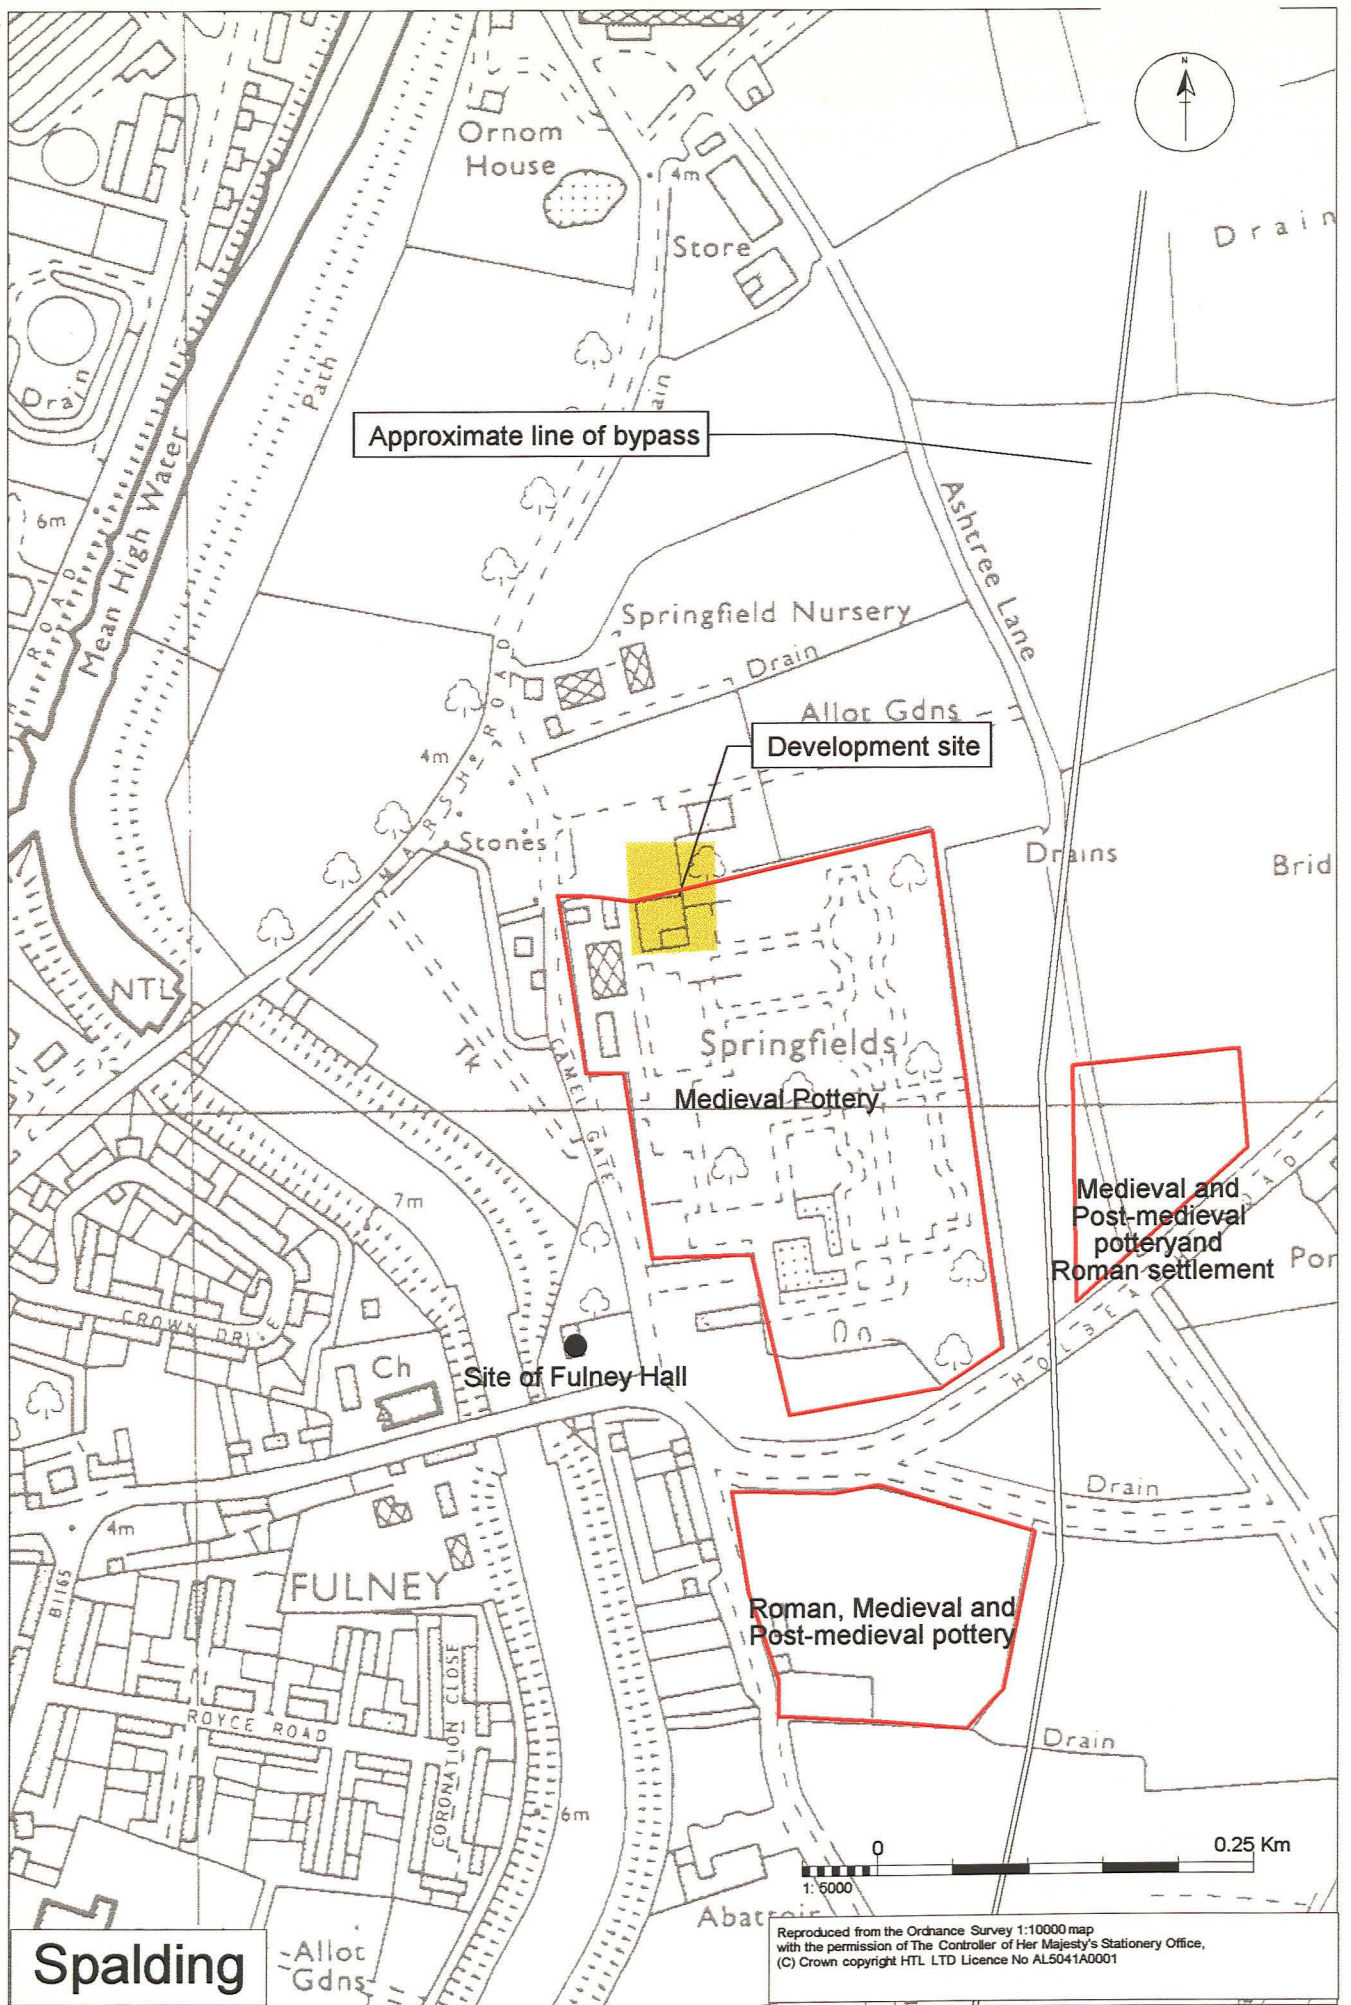 N
Ornom
House
4m
Store
Drain
Drain
Path
ain
Approximate line of bypass
6m
Mean High Water
ROAD
Ashtree Lane
Springfield Nursery
Drain
Allot Gdns
Development site
4m
MARSH ROAD
Stones
Drains
Brid
NTL
TK
CAMEL GATE
Springfields
Medieval Pottery
7m
Medieval and
Post-medieval
potteryand
Roman settlement
Por
HOLBEACH ROAD
CROWN DRIVE
Ch
Site of Fulney Hall
Drain
4m
B1165
FULNEY
Roman, Medieval and
Post-medieval pottery
ROYCE ROAD
CORONATION CLOSE
Drain
6m
0
0.25 Km
1: 5000
Abattoir
Spalding
Allot
Gdns
Reproduced from the Ordnance Survey 1:10000 map
with the permission of The Controller of Her Majesty's Stationery Office,
(C) Crown copyright HTL LTD Licence No AL5041A0001